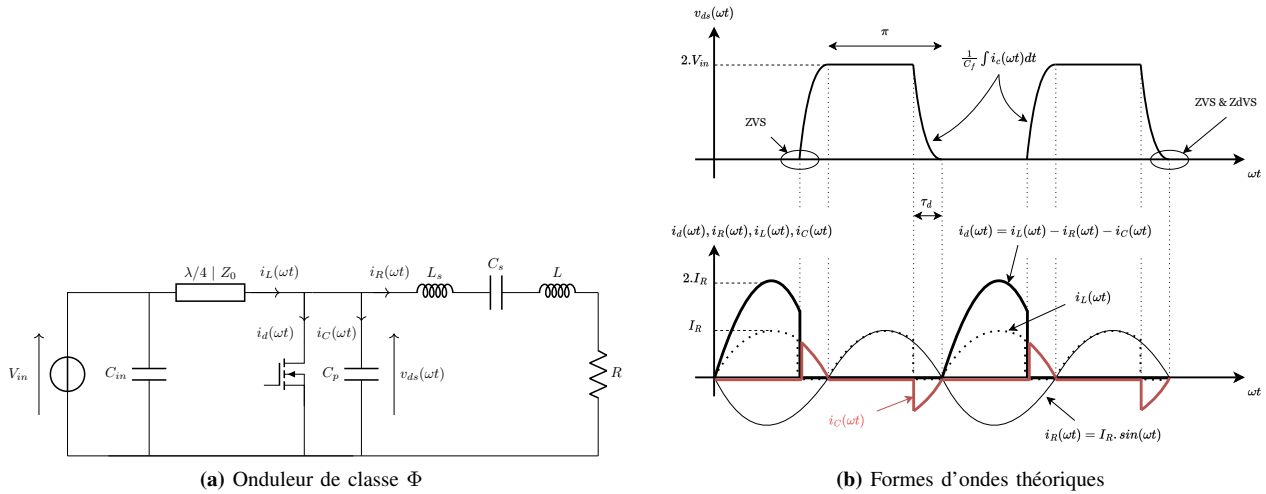 λ/4 | Z₀
i_L(ωt)
i_R(ωt)
L_s
C_s
L
i_d(ωt)
i_C(ωt)
V_in
C_in
C_p
v_ds(ωt)
R
(a) Onduleur de classe Φ
v_ds(ωt)
π
2.V_in
1/C_f ∫ i_c(ωt)dt
ZVS
ZVS & ZdVS
ωt
τ_d
i_d(ωt), i_R(ωt), i_L(ωt), i_C(ωt)
i_d(ωt) = i_L(ωt) − i_R(ωt) − i_C(ωt)
2.I_R
i_L(ωt)
I_R
ωt
i_C(ωt)
i_R(ωt) = I_R.sin(ωt)
(b) Formes d'ondes théoriques